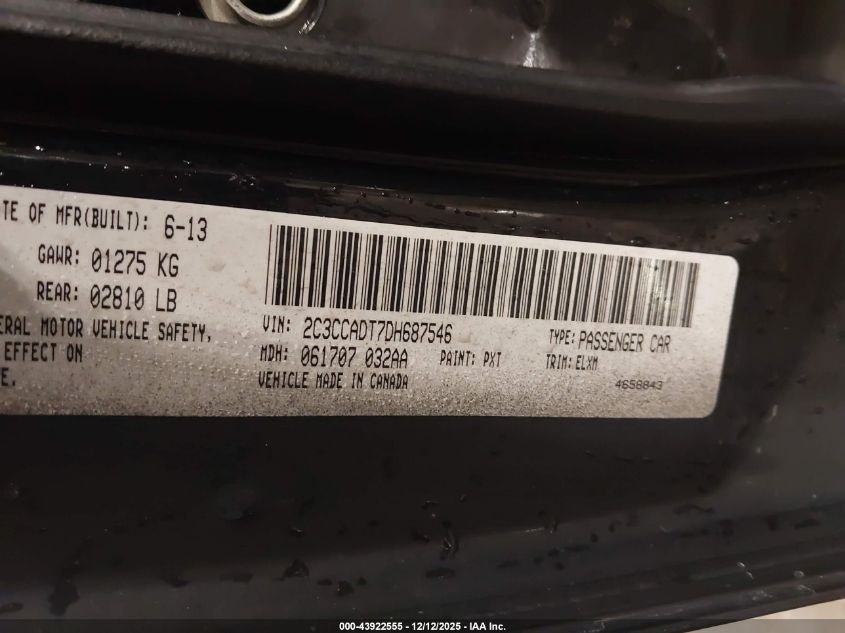 TE OF MFR(BUILT): 6-13
GAWR: 01275 KG
REAR: 02810 LB
ERAL MOTOR VEHICLE SAFETY,
EFFECT ON
E.
VIN: 2C3CCADT7DH687546 TYPE: PASSENGER CAR
MDH: 061707 032AA PAINT: PXT TRIM: ELXM
VEHICLE MADE IN CANADA 4658843
000-43922555 - 12/12/2025 - IAA Inc.